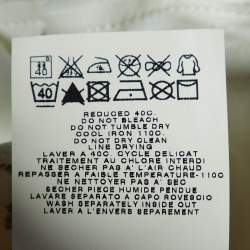 40
40
REDUCED 40C.
DO NOT BLEACH
DO NOT TUMBLE DRY
COOL IRON 110C.
DO NOT DRY CLEAN
LINE DRYING
LAVER A 40C. CYCLE DELICAT
TRAITEMENT AU CHLORE INTERDI
NE SECHER PAS A' L'AIR CHAUD
REPASSER A FAIBLE TEMPERATURE-110C
NE NETTOYER PAS A' SEC
SECHER PIECE HUMIDE PENDUE
LAVARE SEPARATO A CAPO ROVESCIO
WASH SEPARATELY INSIDE OUT
LAVER A L'ENVERS SEPAREMENT